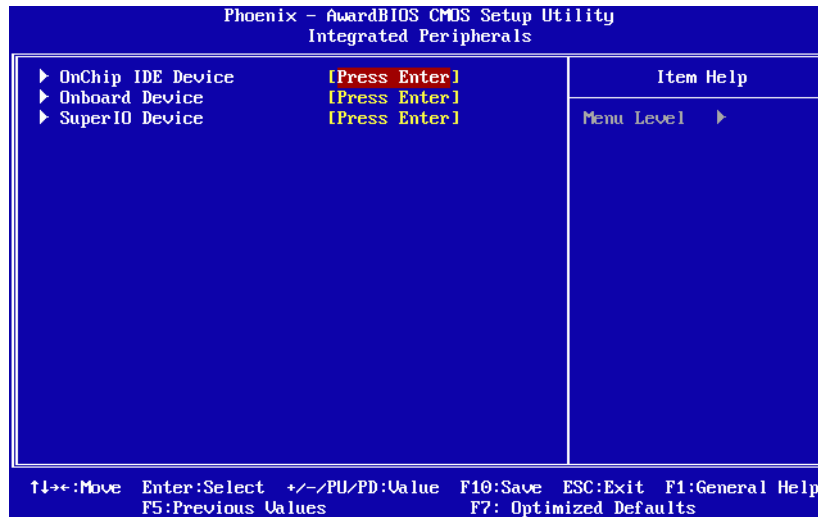 Phoenix - AwardBIOS CMOS Setup Utility
Integrated Peripherals
▶ OnChip IDE Device [Press Enter]
▶ Onboard Device [Press Enter]
▶ SuperIO Device [Press Enter]
Item Help
Menu Level ▶
↑↓→←:Move Enter:Select +/-/PU/PD:Value F10:Save ESC:Exit F1:General Help
F5:Previous Values F7: Optimized Defaults